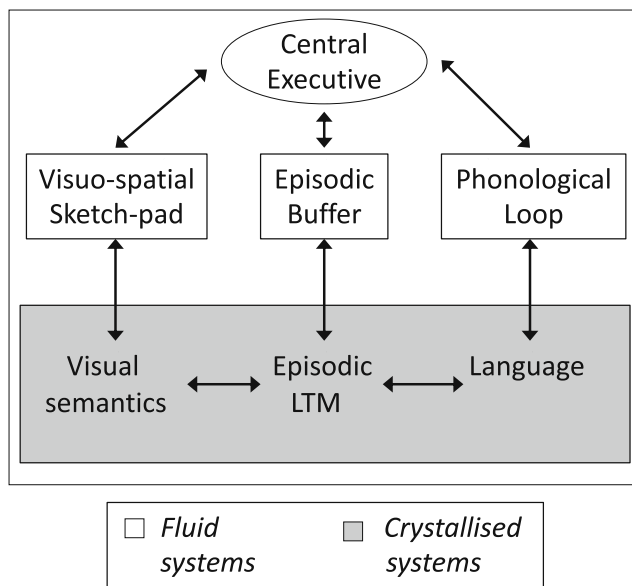 Central
Executive
Visuo-spatial
Sketch-pad
Episodic
Buffer
Phonological
Loop
Visual
semantics
Episodic
LTM
Language
Fluid
systems
Crystallised
systems